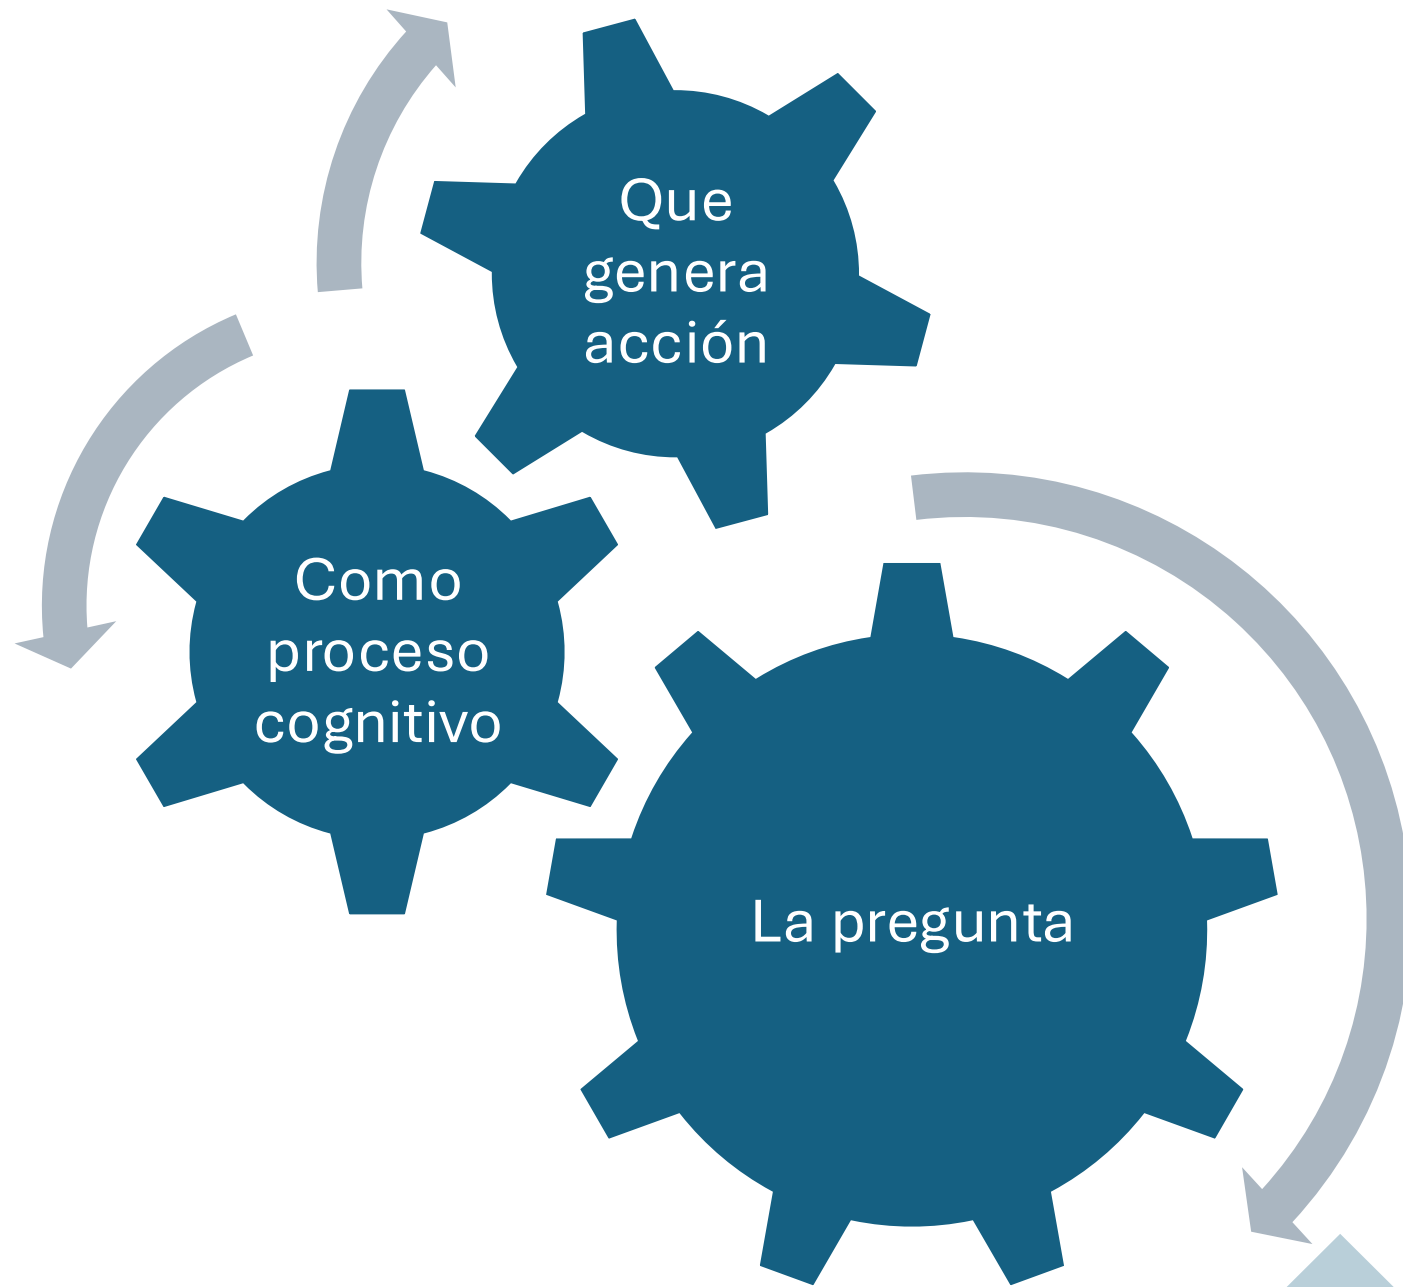 Que
genera
acción
Como
proceso
cognitivo
La pregunta